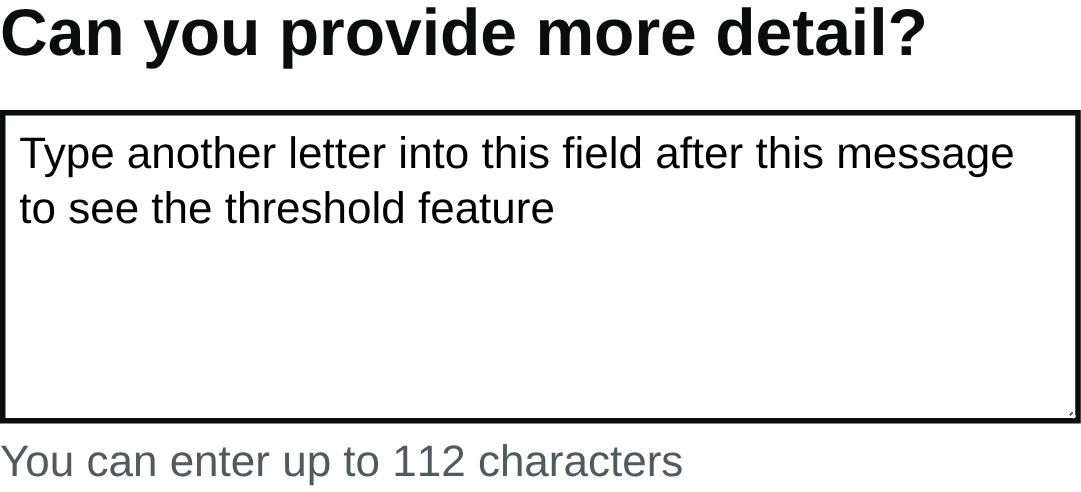 Can you provide more detail?
Type another letter into this field after this message
to see the threshold feature
You can enter up to 112 characters